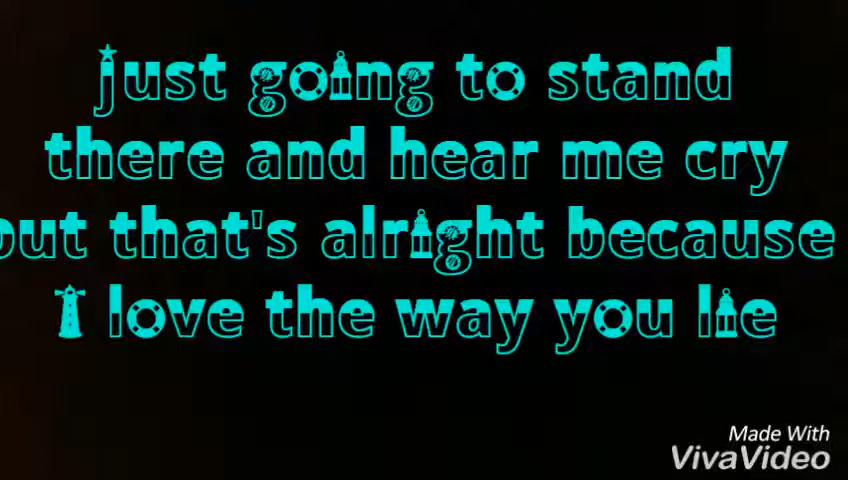 just going to stand
there and hear me cry
but that's alright because
I love the way you lie
Made With
VivaVideo